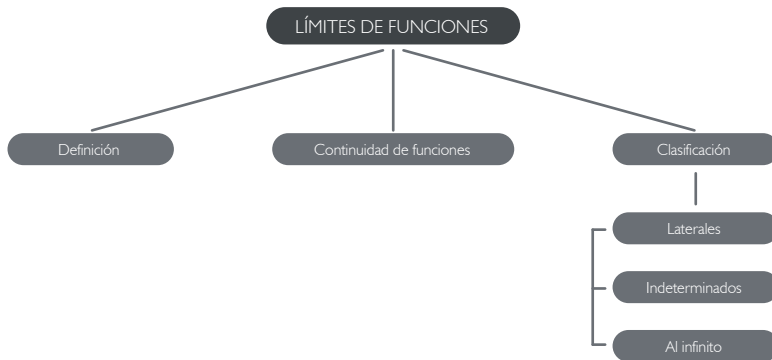 LÍMITES DE FUNCIONES
Definición
Continuidad de funciones
Clasificación
Laterales
Indeterminados
Al infinito